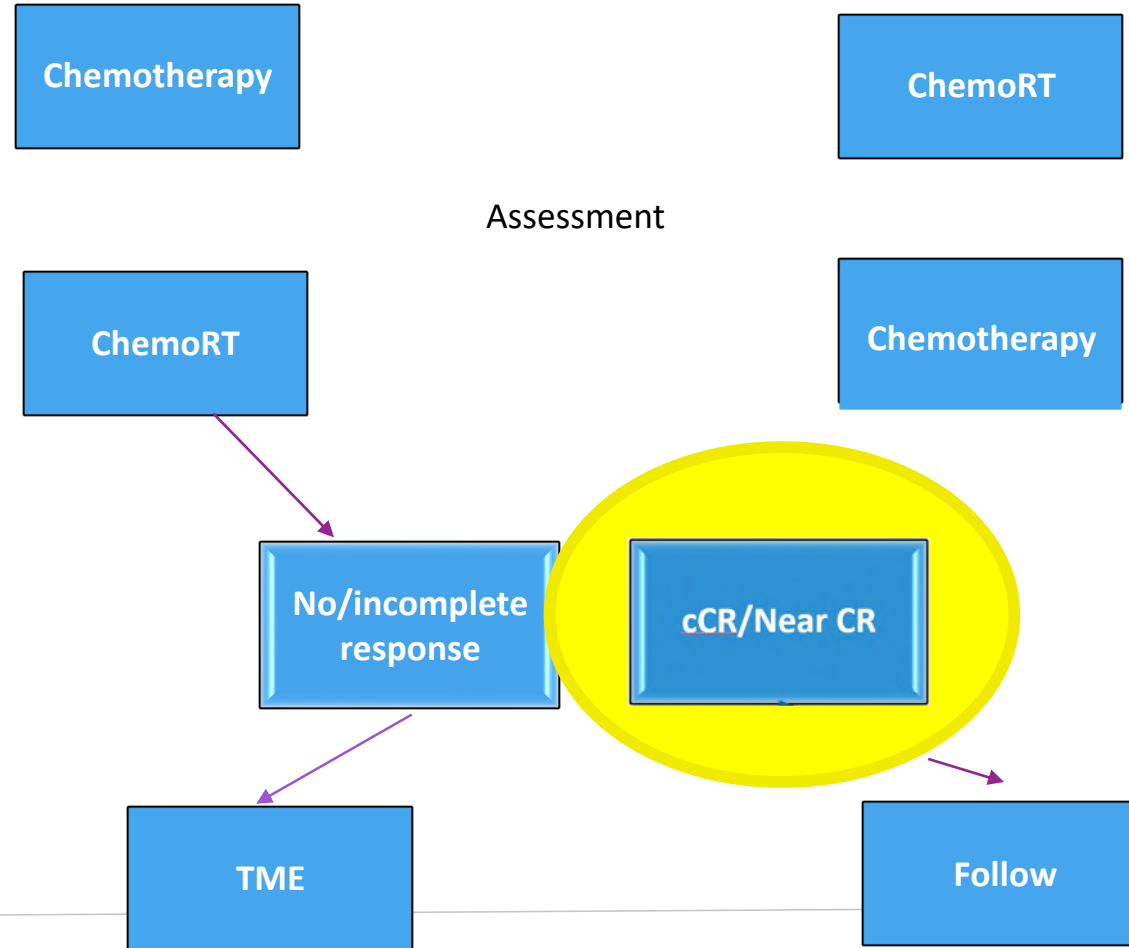 Chemotherapy
ChemoRT
Assessment
ChemoRT
Chemotherapy
No/incomplete
response
cCR/Near CR
TME
Follow